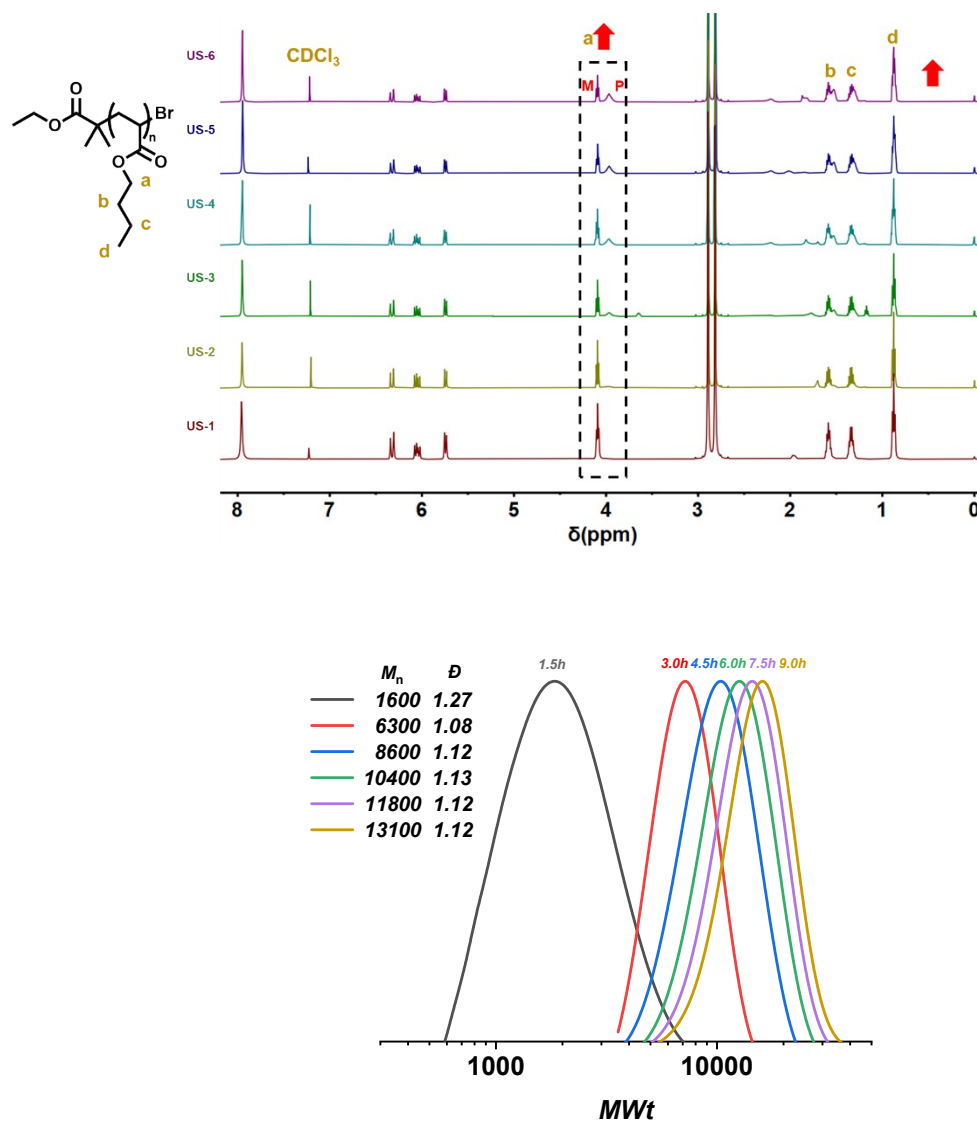 US-6
CDCl3
a
M P
b c d
US-5
US-4
US-3
US-2
US-1
O
O
Br
n
O
O
a
b
c
d
8 7 6 5 4 3 2 1 0
δ(ppm)
Mn Đ
1600 1.27
6300 1.08
8600 1.12
10400 1.13
11800 1.12
13100 1.12
1.5h 3.0h 4.5h 6.0h 7.5h 9.0h
1000 10000
MWt